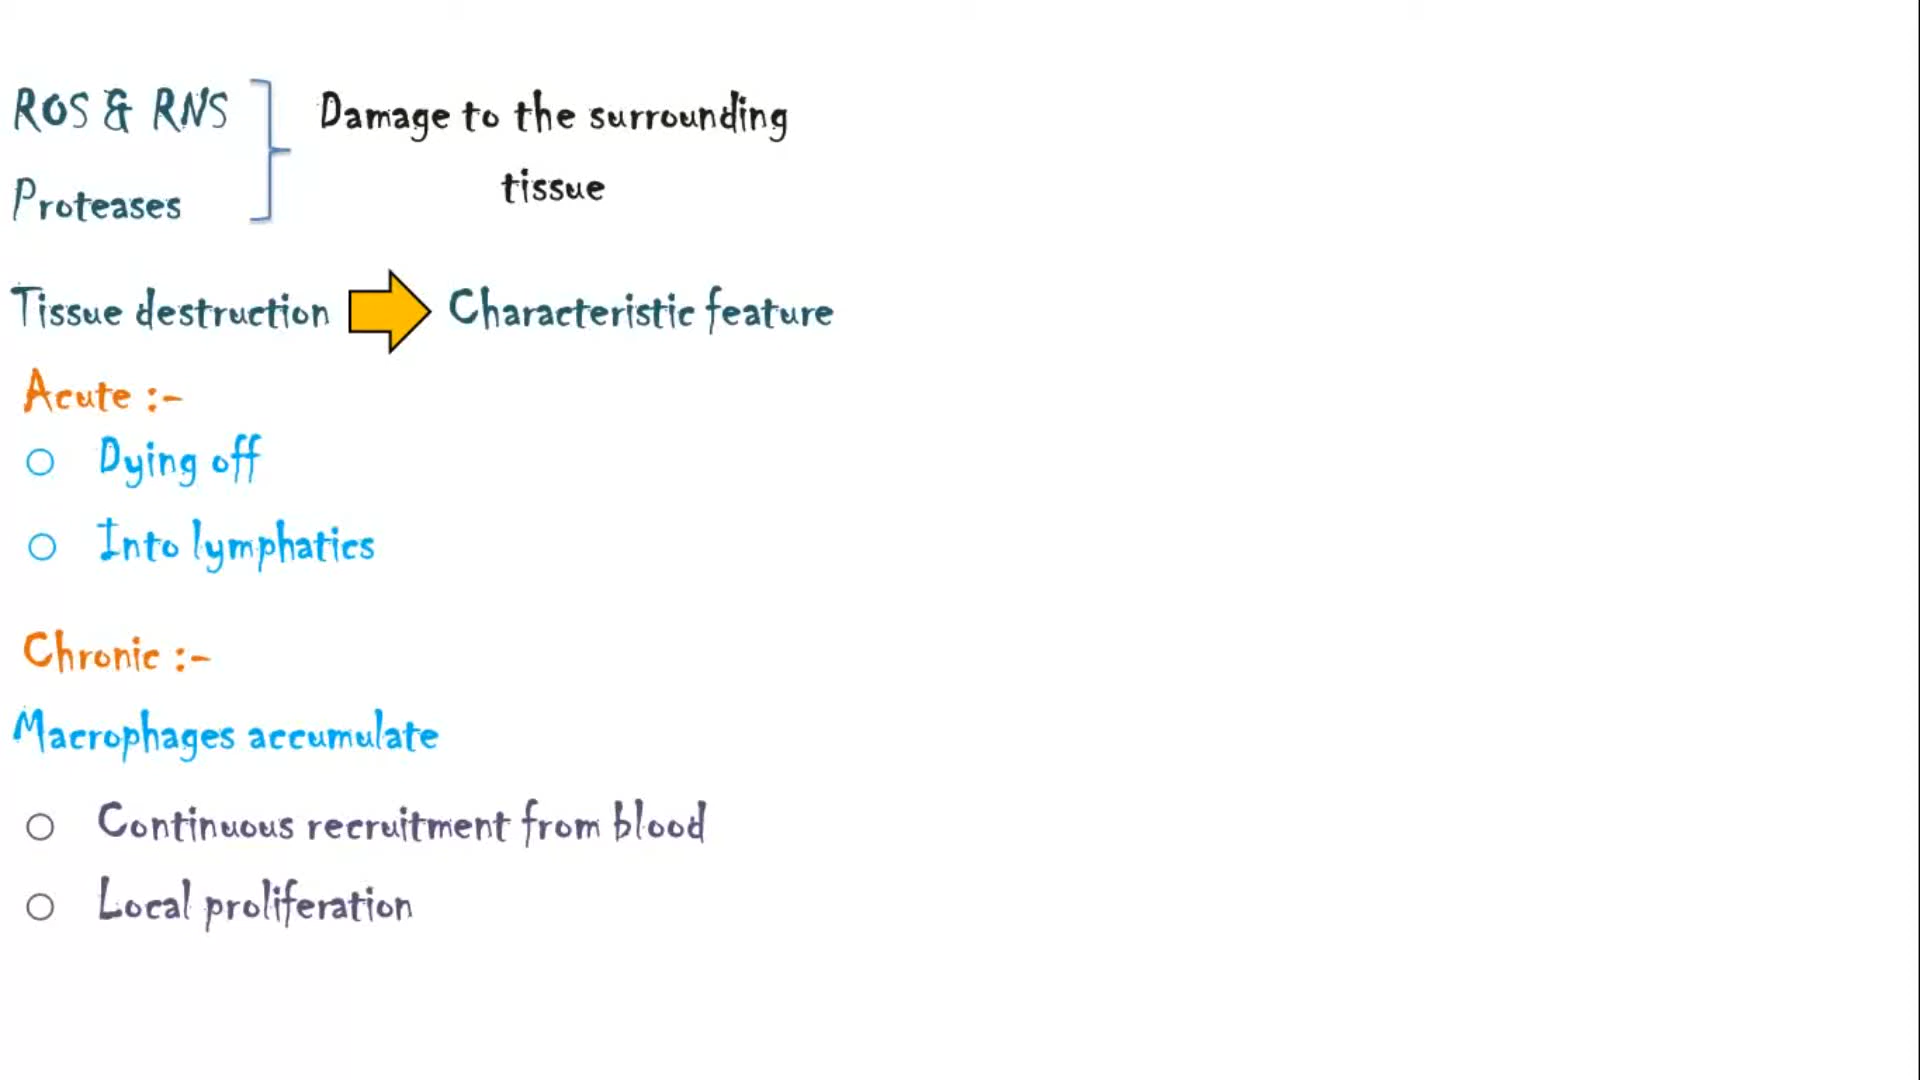 ROS & RNS
Proteases
Damage to the surrounding
tissue
Tissue destruction
Characteristic feature
Acute :-
Dying off
Into lymphatics
Chronic :-
Macrophages accumulate
Continuous recruitment from blood
Local proliferation